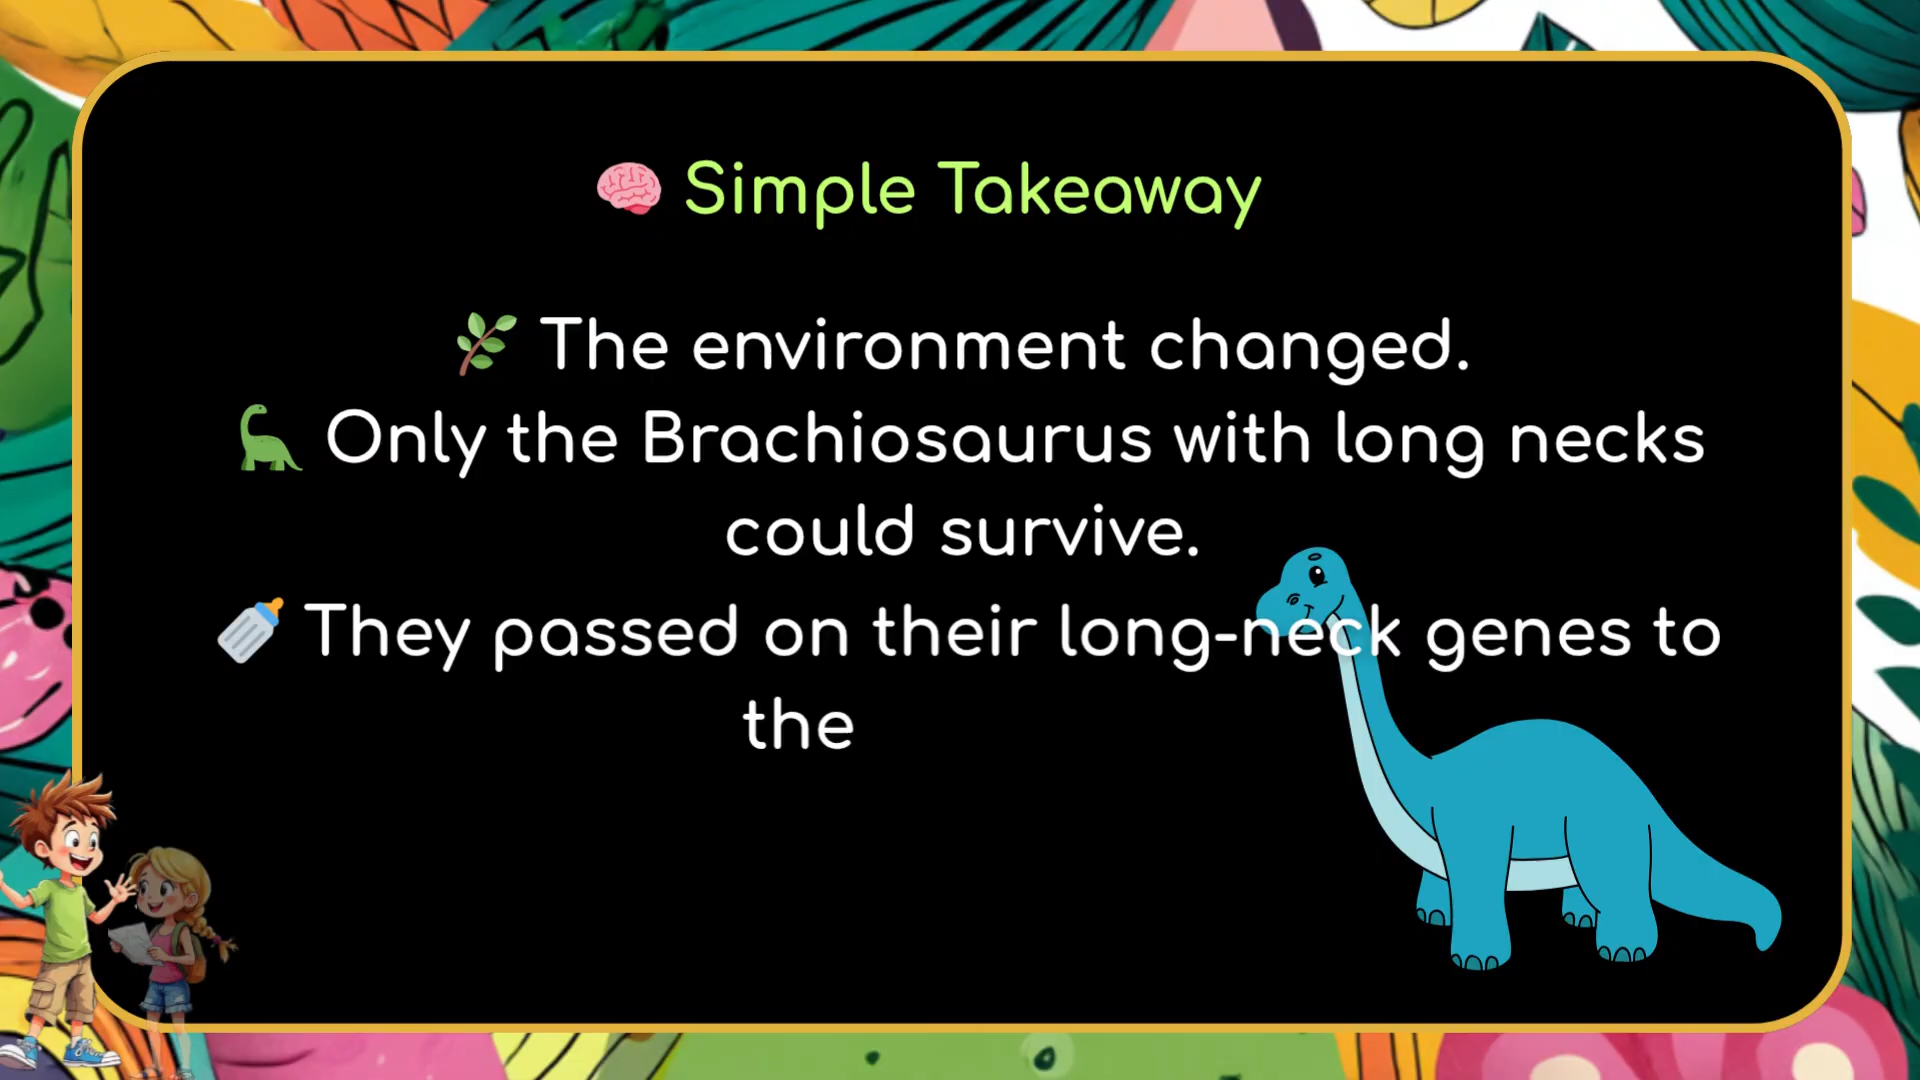 🧠 Simple Takeaway
🌿 The environment changed.
🦕 Only the Brachiosaurus with long necks
could survive.
🍼 They passed on their long-neck genes to
the